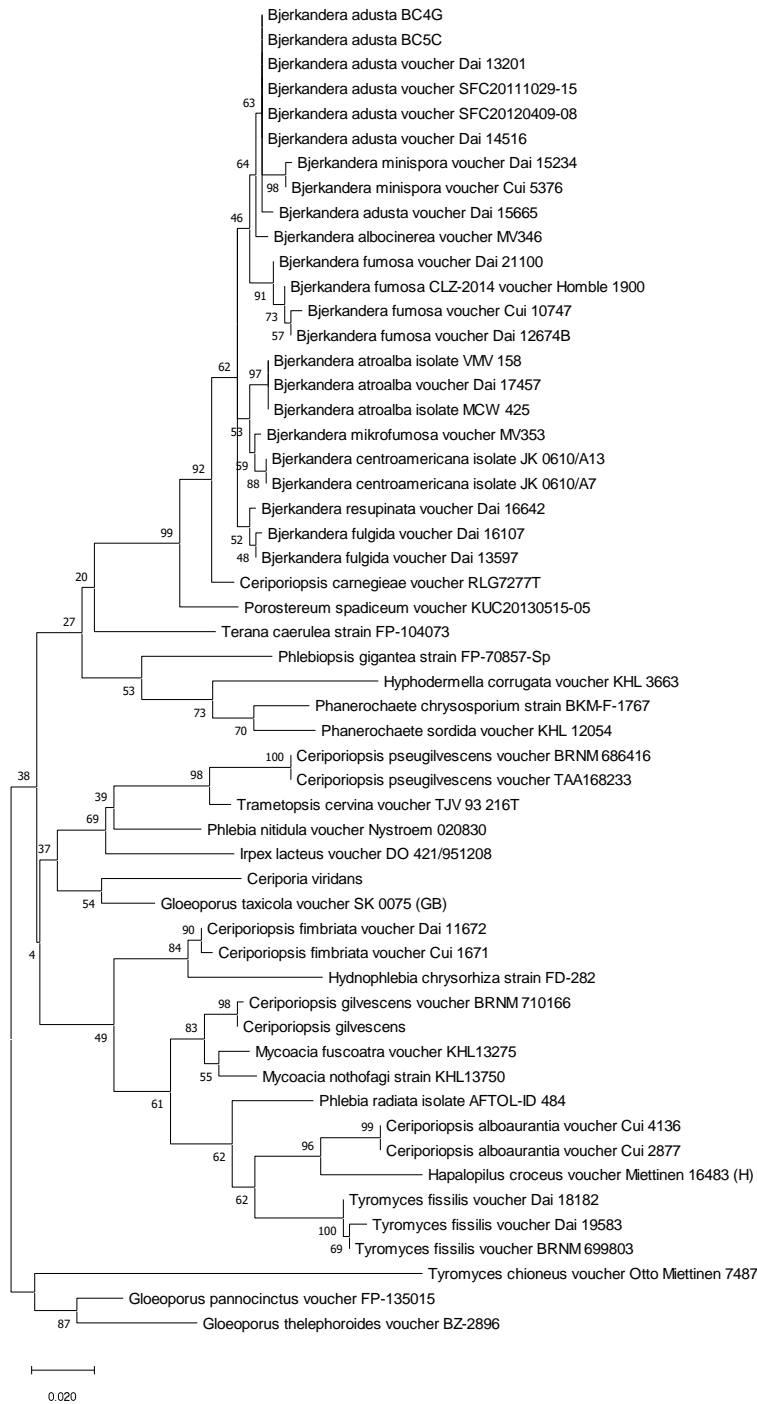 Bjerkandera adusta BC4G
Bjerkandera adusta BC5C
Bjerkandera adusta voucher Dai 13201
Bjerkandera adusta voucher SFC20111029-15
63
Bjerkandera adusta voucher SFC20120409-08
Bjerkandera adusta voucher Dai 14516
64
Bjerkandera minispora voucher Dai 15234
98
Bjerkandera minispora voucher Cui 5376
Bjerkandera adusta voucher Dai 15665
46
Bjerkandera albocinerea voucher MV346
Bjerkandera fumosa voucher Dai 21100
91
Bjerkandera fumosa CLZ-2014 voucher Homble 1900
73
Bjerkandera fumosa voucher Cui 10747
57
Bjerkandera fumosa voucher Dai 12674B
62
Bjerkandera atroalba isolate VMV 158
97
Bjerkandera atroalba voucher Dai 17457
Bjerkandera atroalba isolate MCW 425
53
Bjerkandera mikrofumosa voucher MV353
59
Bjerkandera centroamericana isolate JK 0610/A13
92
88
Bjerkandera centroamericana isolate JK 0610/A7
Bjerkandera resupinata voucher Dai 16642
99
52
Bjerkandera fulgida voucher Dai 16107
48
Bjerkandera fulgida voucher Dai 13597
20
Ceriporiopsis carnegieae voucher RLG7277T
Porostereum spadiceum voucher KUC20130515-05
27
Terana caerulea strain FP-104073
Phlebiopsis gigantea strain FP-70857-Sp
53
Hyphodermella corrugata voucher KHL 3663
73
Phanerochaete chrysosporium strain BKM-F-1767
70
Phanerochaete sordida voucher KHL 12054
100
Ceriporiopsis pseugilvescens voucher BRNM 686416
38
98
Ceriporiopsis pseugilvescens voucher TAA168233
39
Trametopsis cervina voucher TJV 93 216T
69
Phlebia nitidula voucher Nystroem 020830
37
Irpex lacteus voucher DO 421/951208
Ceriporia viridans
54
Gloeoporus taxicola voucher SK 0075 (GB)
90
Ceriporiopsis fimbriata voucher Dai 11672
4
84
Ceriporiopsis fimbriata voucher Cui 1671
Hydnophlebia chrysorhiza strain FD-282
98
Ceriporiopsis gilvescens voucher BRNM 710166
49
83
Ceriporiopsis gilvescens
Mycoacia fuscoatra voucher KHL13275
55
Mycoacia nothofagi strain KHL13750
61
Phlebia radiata isolate AFTOL-ID 484
99
Ceriporiopsis alboaurantia voucher Cui 4136
62
96
Ceriporiopsis alboaurantia voucher Cui 2877
Hapalopilus croceus voucher Miettinen 16483 (H)
62
Tyromyces fissilis voucher Dai 18182
100
Tyromyces fissilis voucher Dai 19583
69
Tyromyces fissilis voucher BRNM 699803
Tyromyces chioneus voucher Otto Miettinen 7487
Gloeoporus pannocinctus voucher FP-135015
87
Gloeoporus thelephoroides voucher BZ-2896
0.020